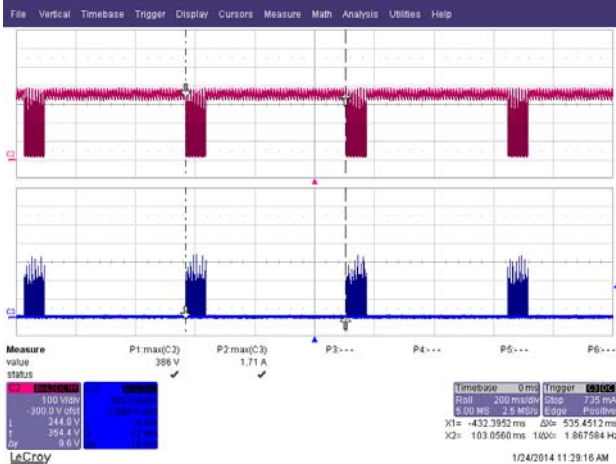 File Vertical Timebase Trigger Display Cursors Measure Math Analysis Utilities Help
C2
C3
Measure P1:max(C2) P2:max(C3) P3:--- P4:--- P5:--- P6:---
value 386 V 1.71 A
status
C2
100 V/div
-300.0 V ofst
344.8 V
354.4 V
Δy 9.6 V
Timebase 0 ms
Roll 200 ms/div
5.00 MS 2.5 MS/s
Trigger C3 DC
Stop 735 mA
Edge Positive
X1= -432.3952 ms ΔX= 535.4512 ms
X2= 103.0560 ms 1/ΔX= 1.867584 Hz
LeCroy 1/24/2014 11:29:16 AM